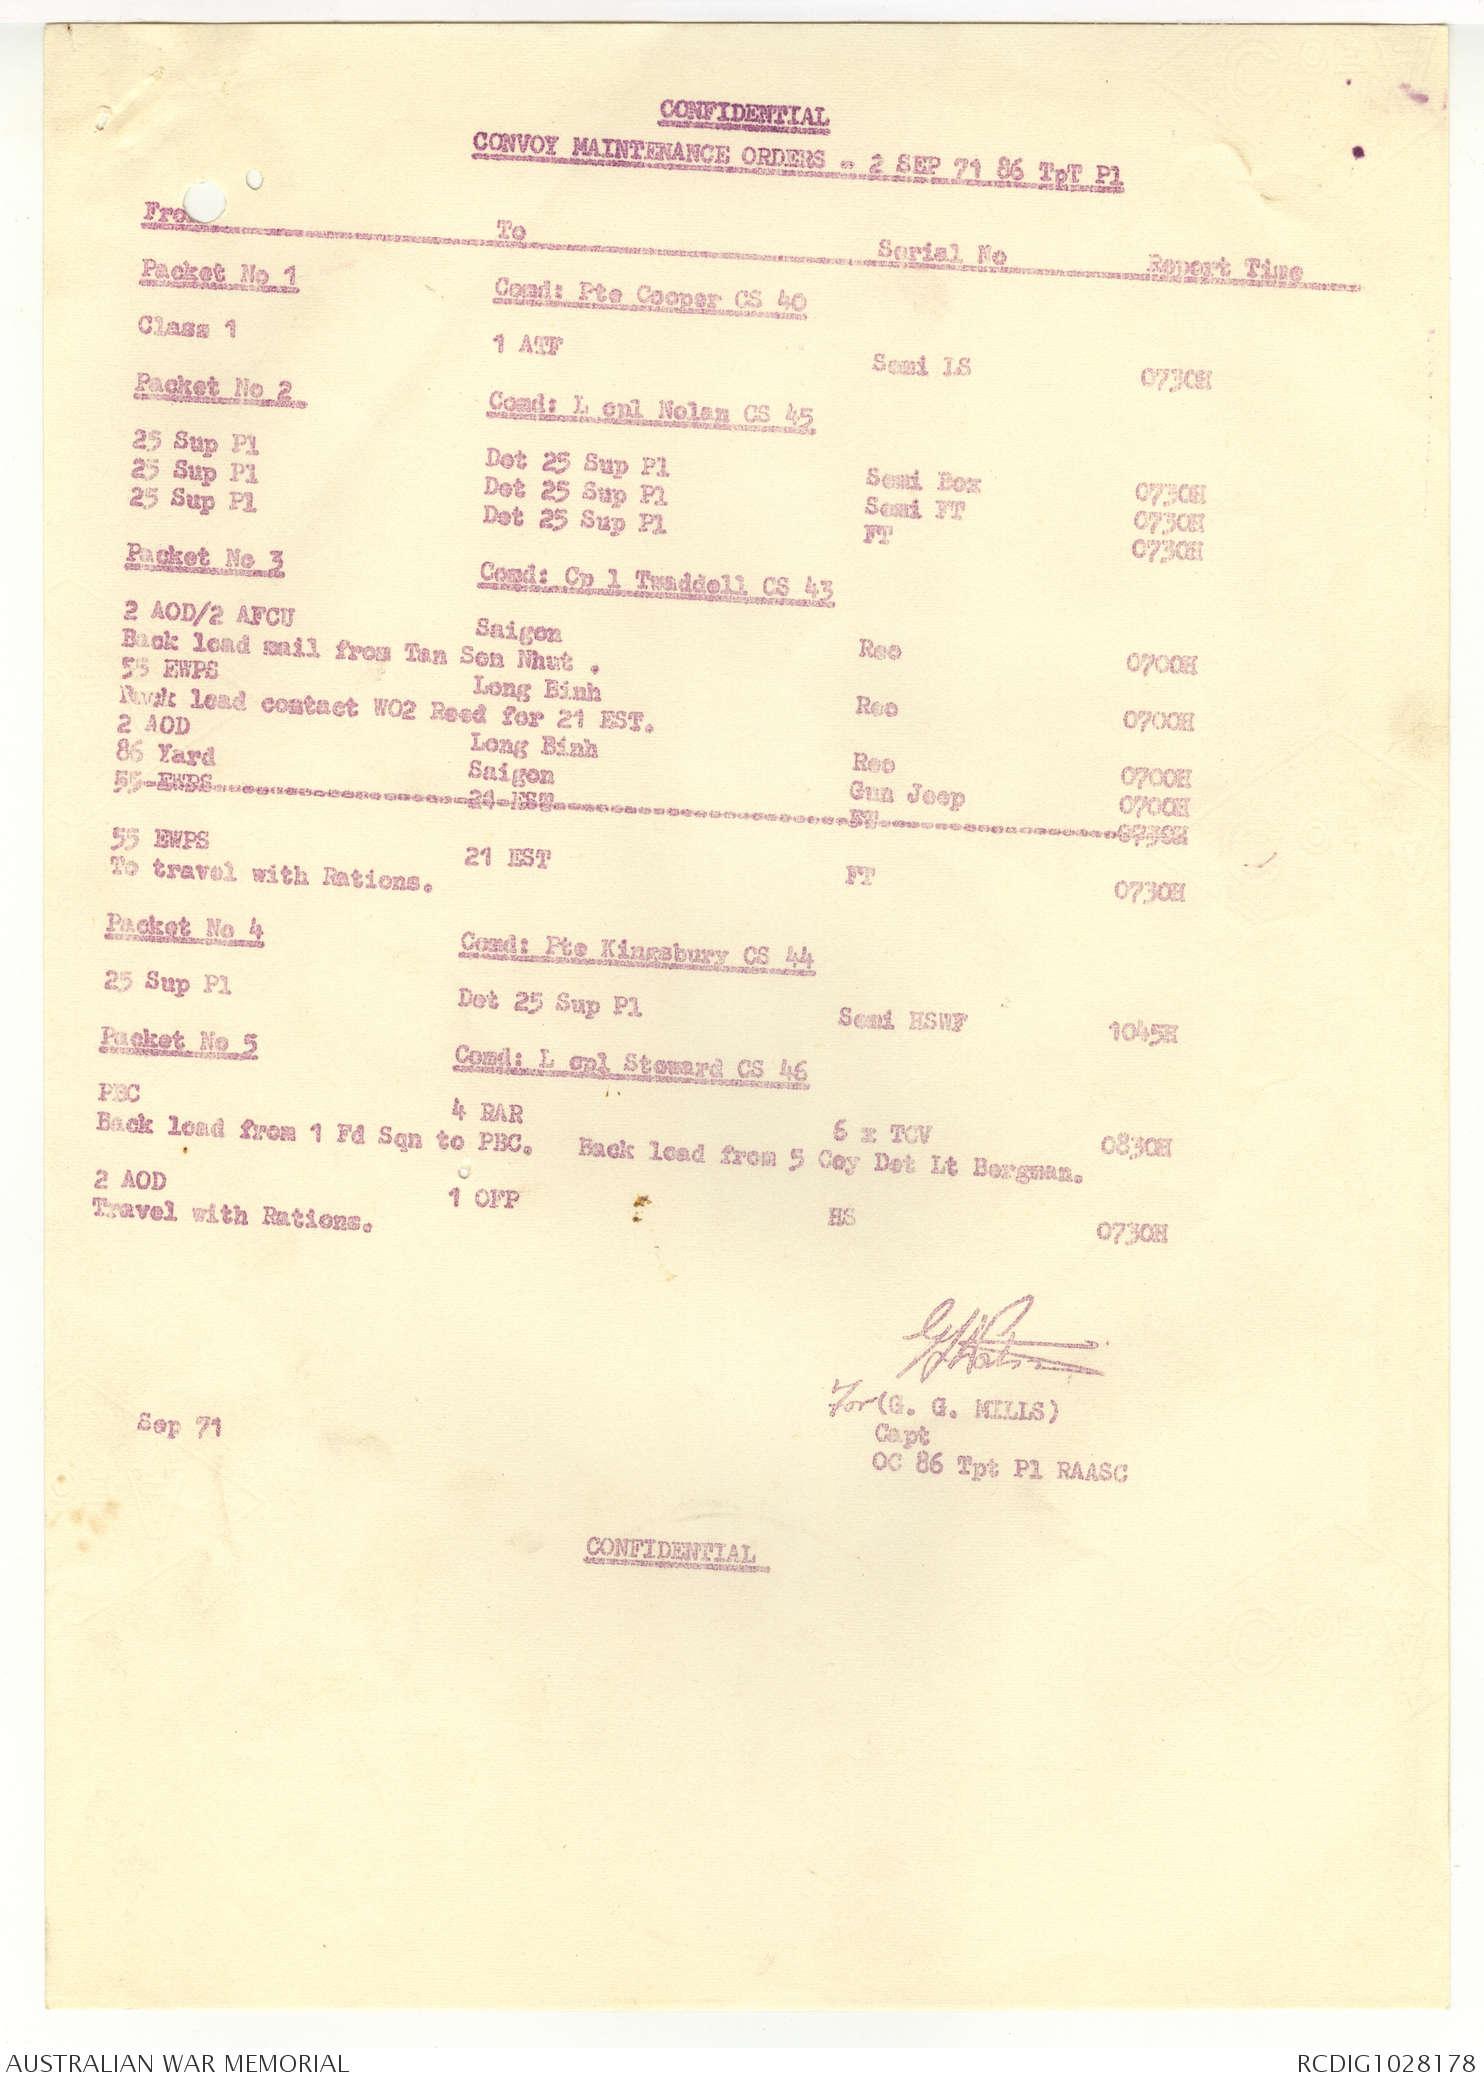 CONFIDENTIAL
CONVOY MAINTENANCE ORDERS - 2 SEP 71 86 TpT Pl
From To Serial No Report Time
Packet No 1 Comd: Pte Cooper CS 40
Class 1 1 ATF Semi LS 0730H
Packet No 2 Comd: L cpl Nolan CS 45
25 Sup Pl Det 25 Sup Pl Semi Box 0730H
25 Sup Pl Det 25 Sup Pl Semi FT 0730H
25 Sup Pl Det 25 Sup Pl FT 0730H
Packet No 3 Comd: Cp l Twaddell CS 43
2 AOD/2 AFCU Saigon Reo 0700H
Back load mail from Tan Son Nhut .
55 EWPS Long Binh Reo 0700H
Back load contact WO2 Reed for 21 EST.
2 AOD Long Binh Reo 0700H
86 Yard Saigon Gun Jeep 0700H
55 EWPS 21 EST FT 0730H
55 EWPS 21 EST FT 0730H
To travel with Rations.
Packet No 4 Comd: Pte Kingsbury CS 44
25 Sup Pl Det 25 Sup Pl Semi HSWF 1045H
Packet No 5 Comd: L cpl Steward CS 46
PBC 4 RAR 6 x TCV 0830H
Back load from 1 Fd Sqn to PBC. Back load from 5 Coy Det Lt Bergman.
2 AOD 1 OFP HS 0730H
Travel with Rations.
For (G. G. MILLS)
Capt
Sep 71
OC 86 Tpt Pl RAASC
CONFIDENTIAL
AUSTRALIAN WAR MEMORIAL RCDIG1028178